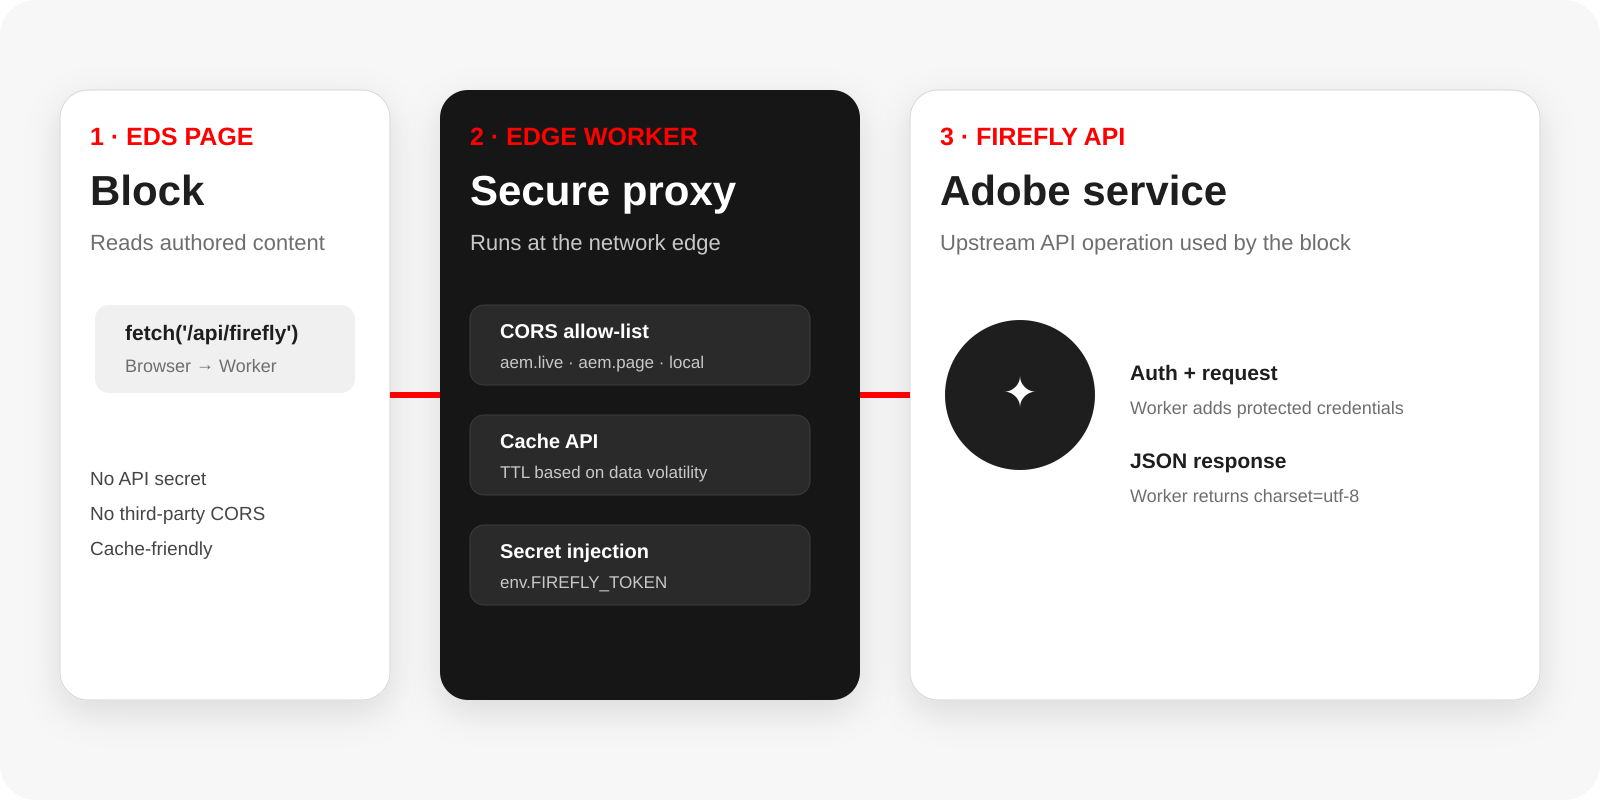 1 · EDS PAGE
Block
Reads authored content
fetch('/api/firefly')
Browser → Worker
No API secret
No third-party CORS
Cache-friendly
2 · EDGE WORKER
Secure proxy
Runs at the network edge
CORS allow-list
aem.live · aem.page · local
Cache API
TTL based on data volatility
Secret injection
env.FIREFLY_TOKEN
3 · FIREFLY API
Adobe service
Upstream API operation used by the block
Auth + request
Worker adds protected credentials
JSON response
Worker returns charset=utf-8